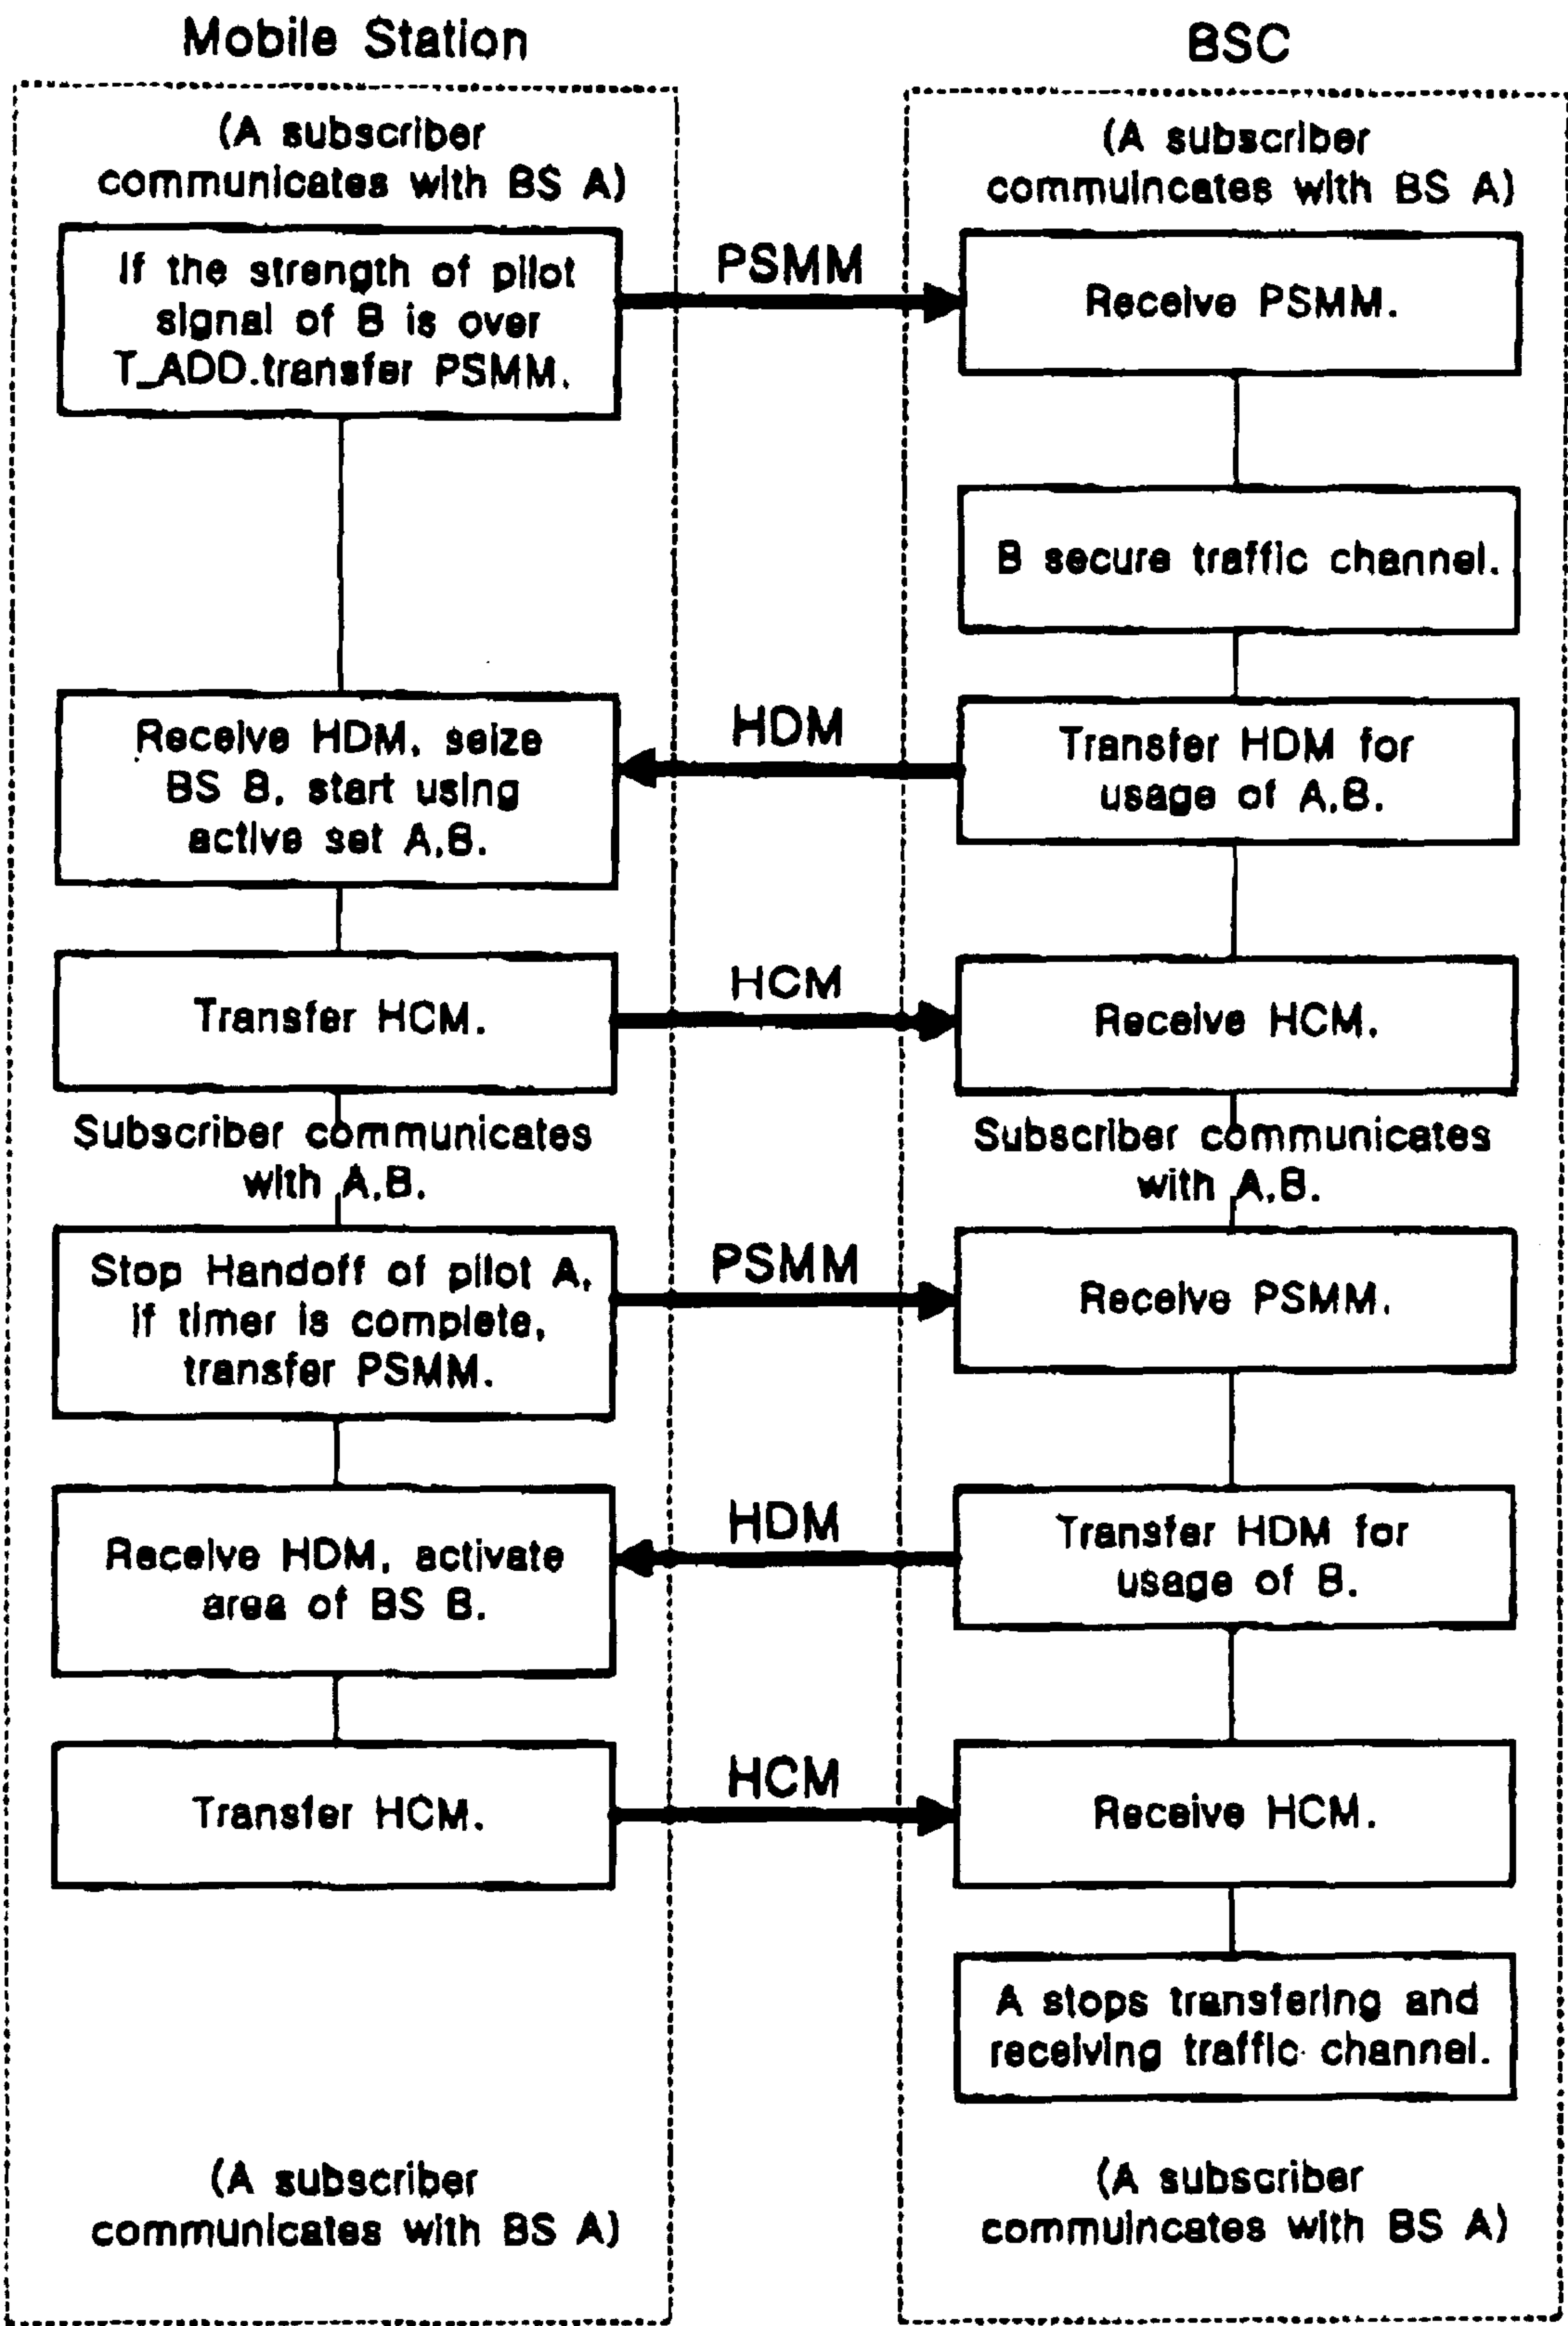 Mobile Station
BSC
(A subscriber
communicates with BS A)
(A subscriber
commuincates with BS A)
If the strength of pilot
signal of B is over
T_ADD.transfer PSMM.
PSMM
Receive PSMM.
B secure traffic channel.
Receive HDM, seize
BS B, start using
active set A,B.
HDM
Transfer HDM for
usage of A,B.
Transfer HCM.
HCM
Receive HCM.
Subscriber communicates
with A,B.
Subscriber communicates
with A,B.
Stop Handoff of pilot A,
if timer is complete,
transfer PSMM.
PSMM
Receive PSMM.
Receive HDM, activate
area of BS B.
HDM
Transfer HDM for
usage of B.
Transfer HCM.
HCM
Receive HCM.
A stops transfering and
receiving traffic channel.
(A subscriber
communicates with BS A)
(A subscriber
commuincates with BS A)